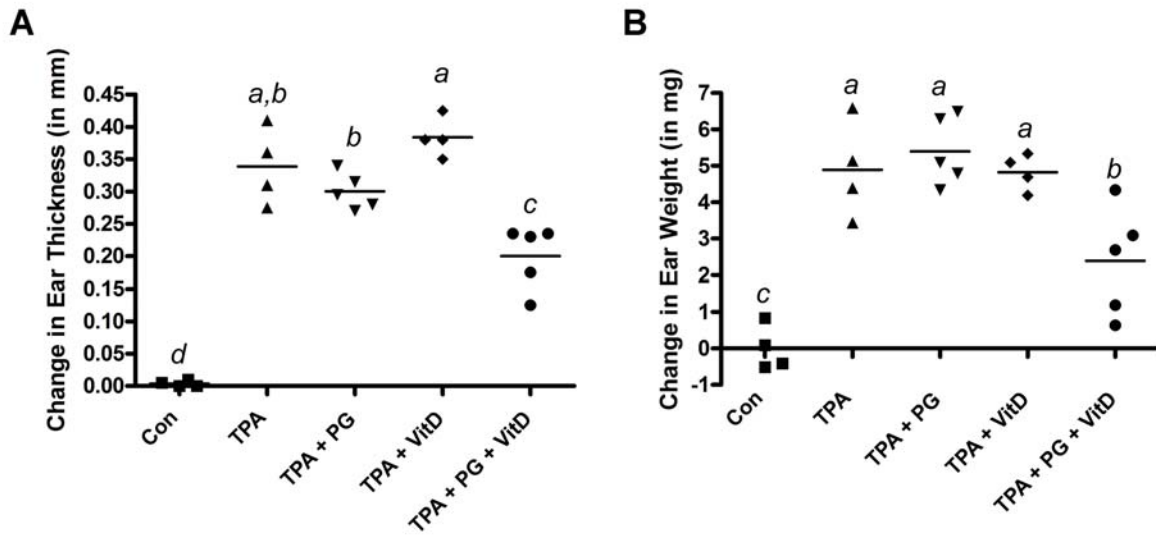 A
Change in Ear Thickness (in mm)
0.45
0.40
0.35
0.30
0.25
0.20
0.15
0.10
0.05
0.00
d
a,b
b
a
c
Con
TPA
TPA + PG
TPA + VitD
TPA + PG + VitD
B
Change in Ear Weight (in mg)
7
6
5
4
3
2
1
0
-1
c
a
a
a
b
Con
TPA
TPA + PG
TPA + VitD
TPA + PG + VitD